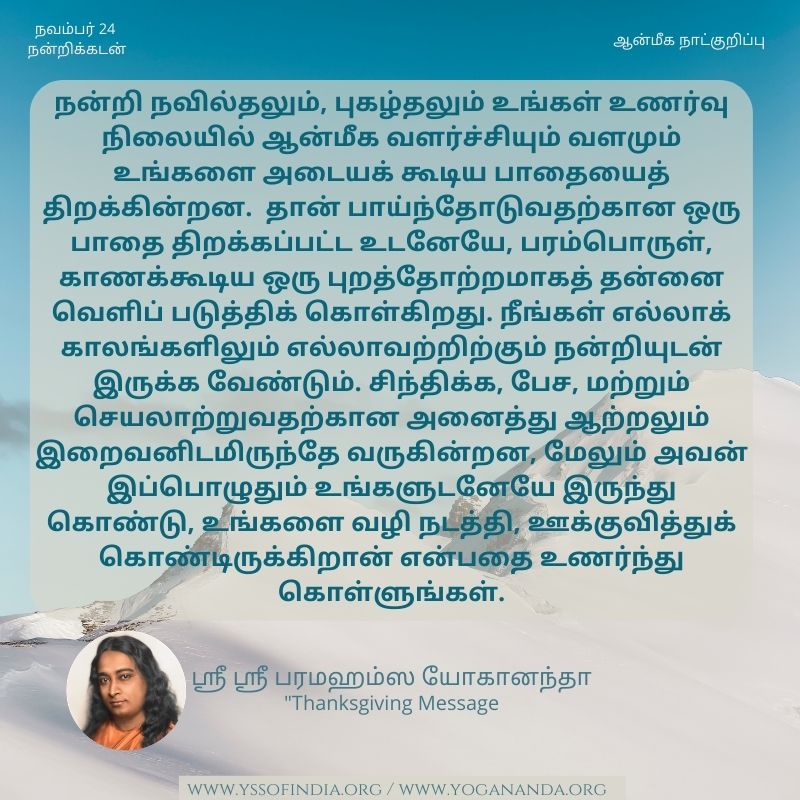 நவம்பர் 24
நன்றிக்கடன்
ஆன்மீக நாட்குறிப்பு
நன்றி நவில்தலும், புகழ்தலும் உங்கள் உணர்வு
நிலையில் ஆன்மீக வளர்ச்சியும் வளமும்
உங்களை அடையக் கூடிய பாதையைத்
திறக்கின்றன. தான் பாய்ந்தோடுவதற்கான ஒரு
பாதை திறக்கப்பட்ட உடனேயே, பரம்பொருள்,
காணக்கூடிய ஒரு புறத்தோற்றமாகத் தன்னை
வெளிப் படுத்திக் கொள்கிறது. நீங்கள் எல்லாக்
காலங்களிலும் எல்லாவற்றிற்கும் நன்றியுடன்
இருக்க வேண்டும். சிந்திக்க, பேச, மற்றும்
செயலாற்றுவதற்கான அனைத்து ஆற்றலும்
இறைவனிடமிருந்தே வருகின்றன, மேலும் அவன்
இப்பொழுதும் உங்களுடனேயே இருந்து
கொண்டு, உங்களை வழி நடத்தி, ஊக்குவித்துக்
கொண்டிருக்கிறான் என்பதை உணர்ந்து
கொள்ளுங்கள்.
ஸ்ரீ ஸ்ரீ பரமஹம்ஸ யோகானந்தா
"Thanksgiving Message
WWW.YSSOFINDIA.ORG / WWW.YOGANANDA.ORG